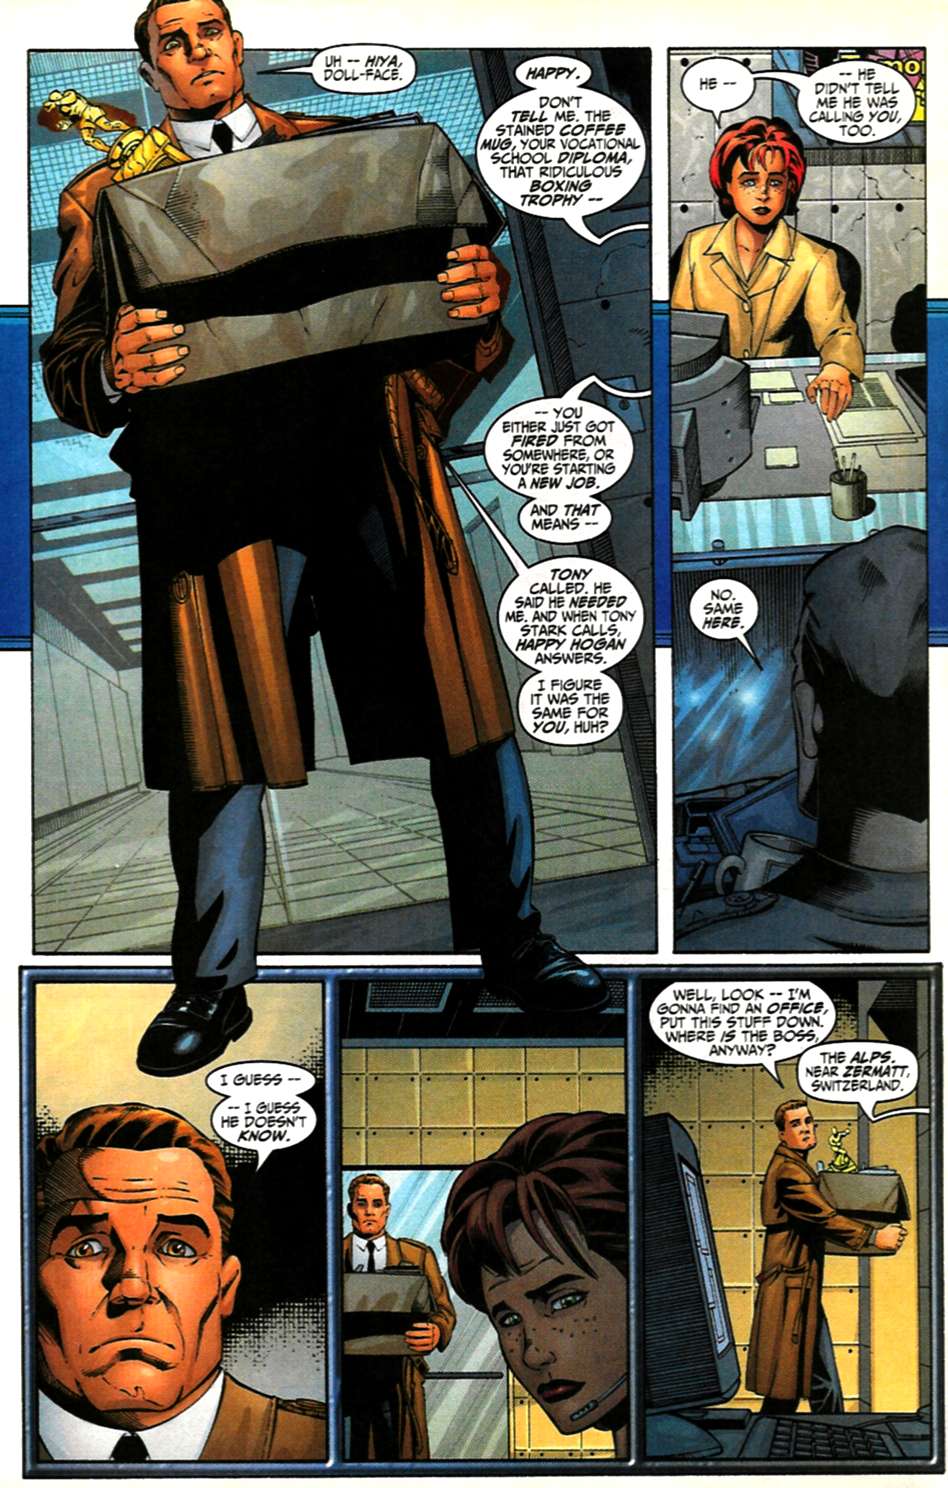 UH -- HIYA,
DOLL-FACE.
HAPPY.
DON'T
TELL ME. THE
STAINED COFFEE
MUG, YOUR VOCATIONAL
SCHOOL DIPLOMA,
THAT RIDICULOUS
BOXING
TROPHY --
-- YOU
EITHER JUST GOT
FIRED FROM
SOMEWHERE, OR
YOU'RE STARTING
A NEW JOB.
AND THAT
MEANS --
TONY
CALLED. HE
SAID HE NEEDED
ME. AND WHEN TONY
STARK CALLS,
HAPPY HOGAN
ANSWERS.
I FIGURE
IT WAS THE
SAME FOR
YOU, HUH?
HE --
-- HE
DIDN'T TELL
ME HE WAS
CALLING YOU,
TOO.
NO.
SAME
HERE.
I GUESS --
-- I GUESS
HE DOESN'T
KNOW.
WELL, LOOK -- I'M
GONNA FIND AN OFFICE,
PUT THIS STUFF DOWN.
WHERE IS THE BOSS,
ANYWAY?
THE ALPS.
NEAR ZERMATT,
SWITZERLAND.